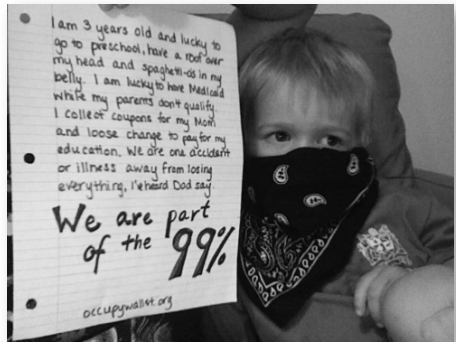 I am 3 years old and lucky to
go to preschool, have a roof over
my head and spaghetti-os in my
belly. I am lucky to have Medicaid
while my parents don't qualify.
I collect coupons for my Mom
and loose change to pay for my
education. We are one accident
or illness away from losing
everything, I've heard Dad say.
We are part
of the 99%
occupywallst.org